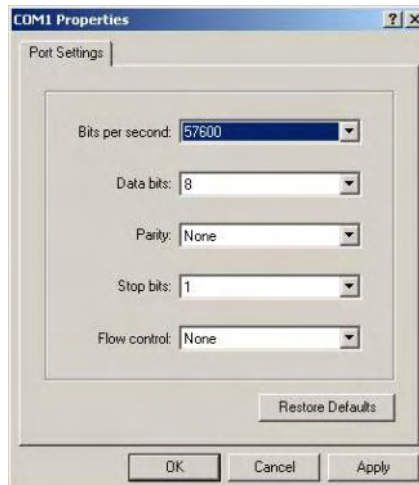 COM1 Properties
Port Settings
Bits per second: 57600
Data bits: 8
Parity: None
Stop bits: 1
Flow control: None
Restore Defaults
OK Cancel Apply